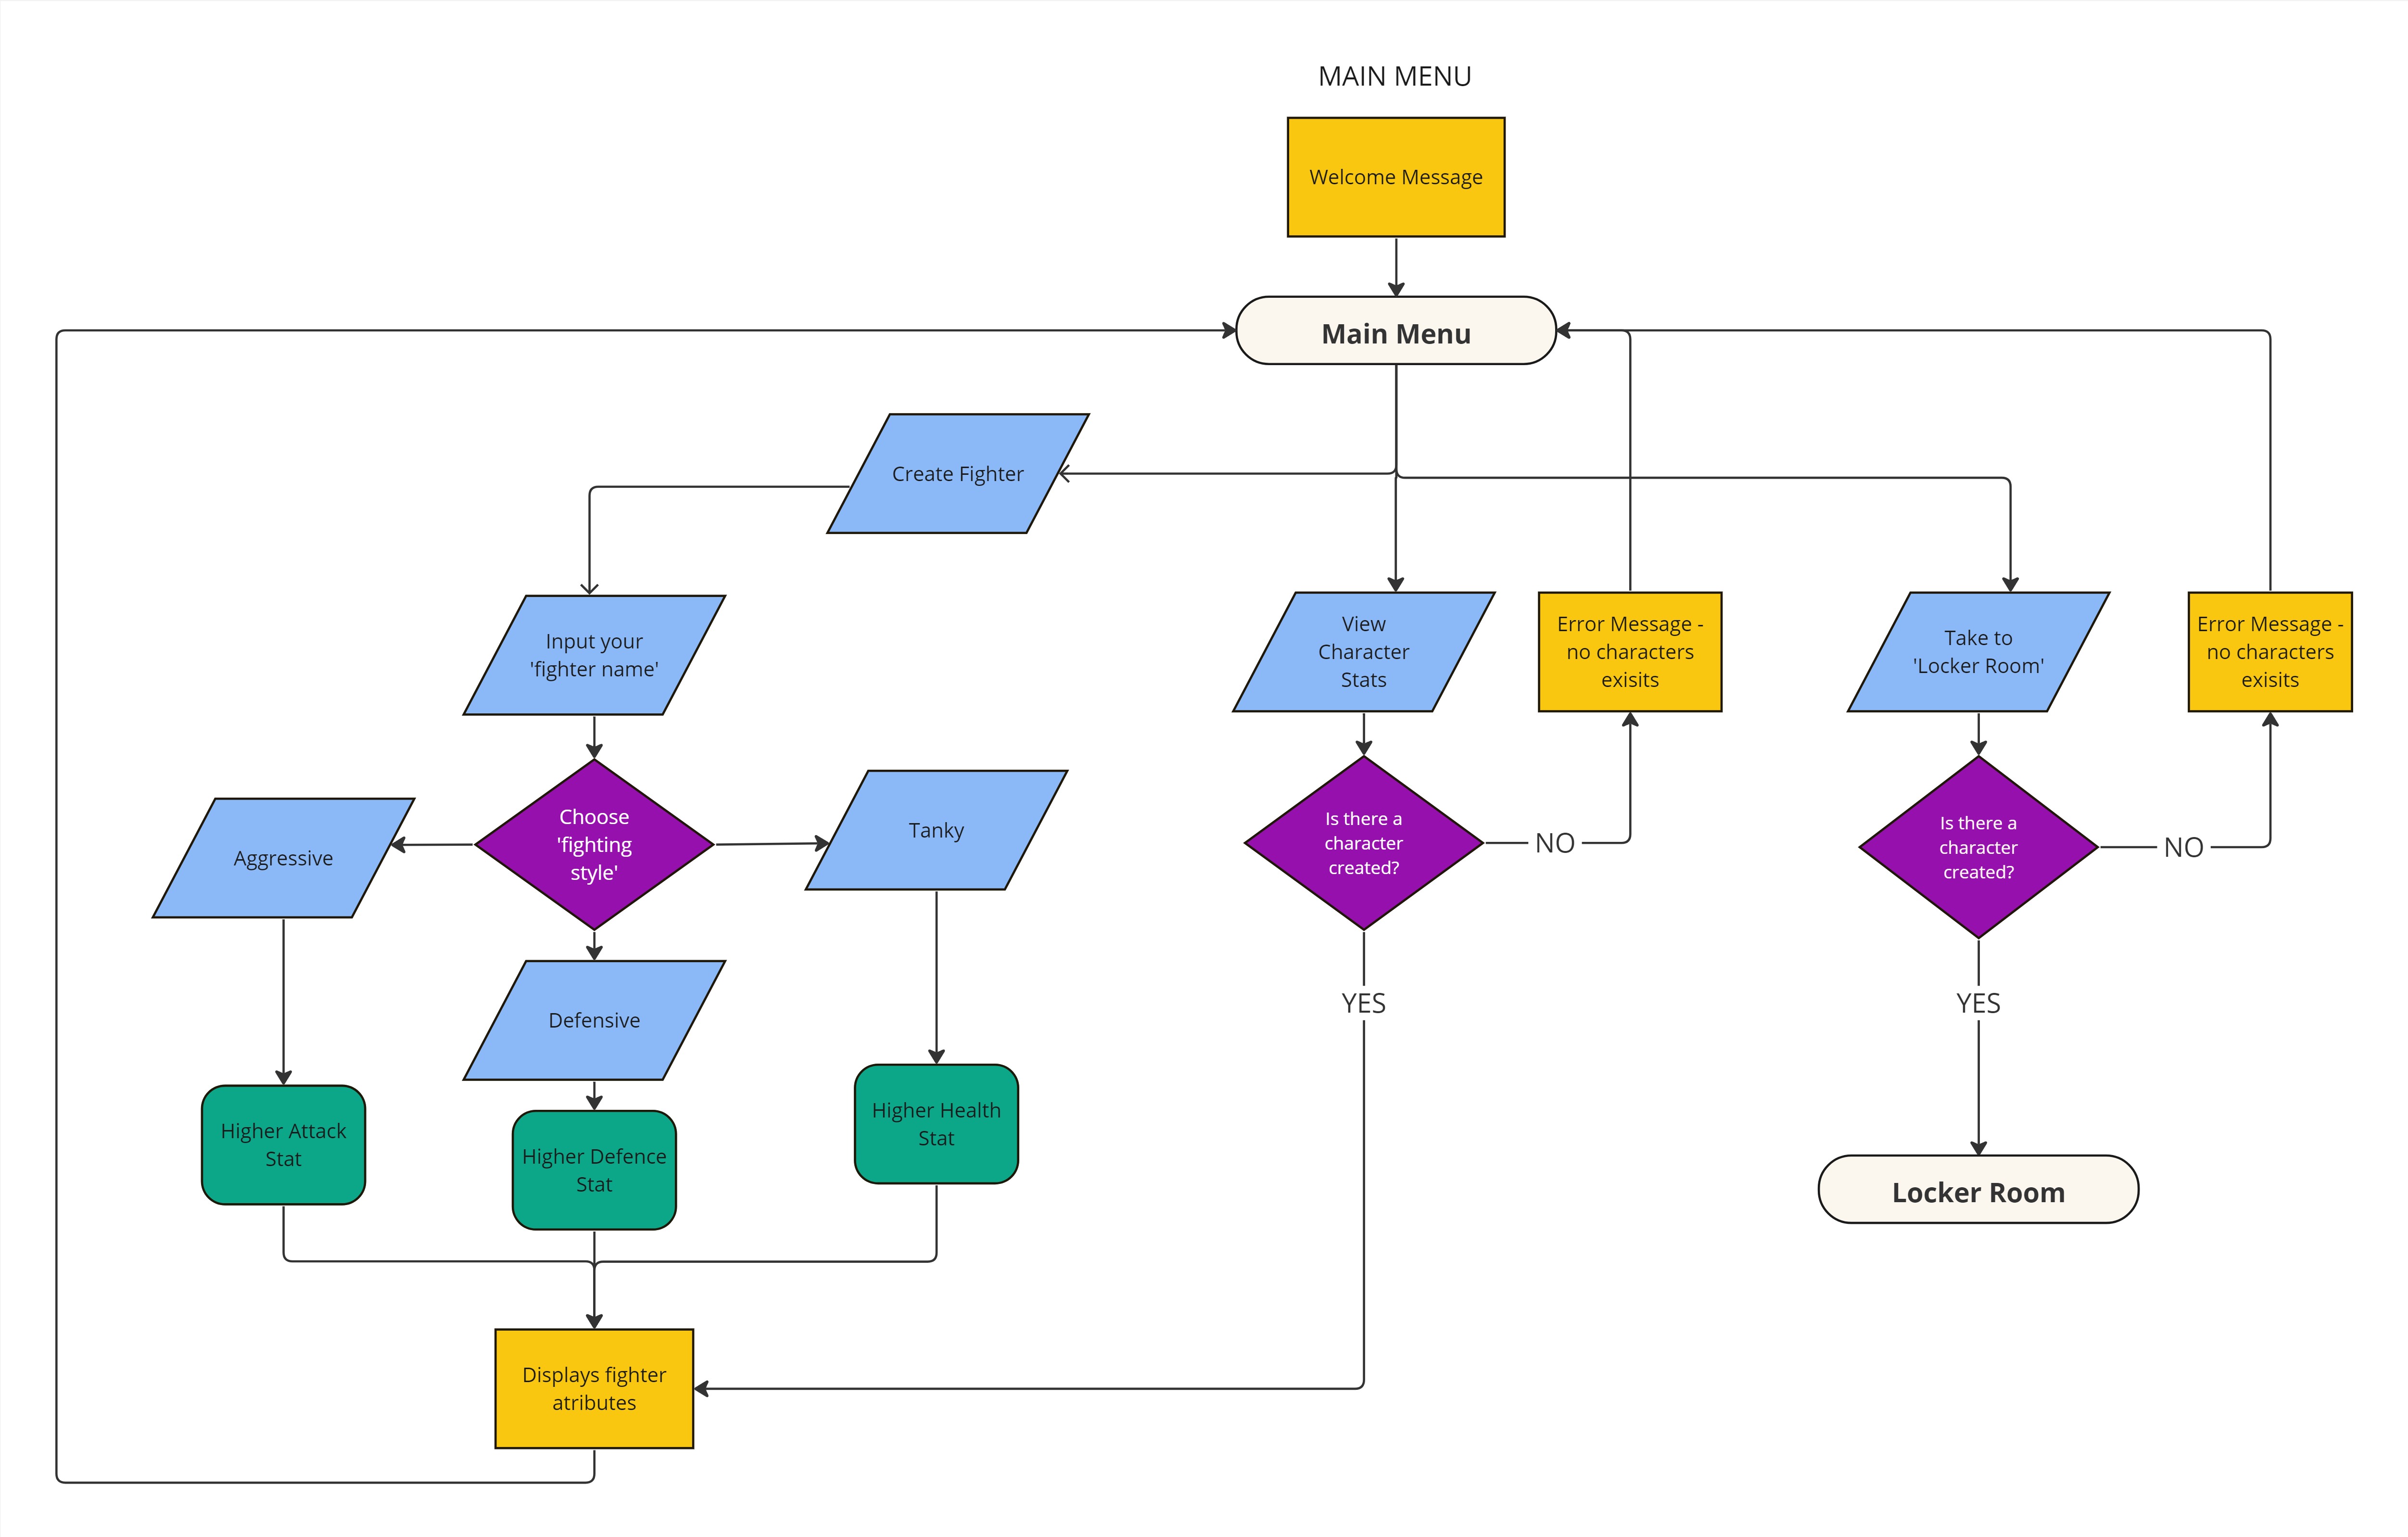 MAIN MENU
Welcome Message
Main Menu
Create Fighter
Input your
'fighter name'
View
Character
Stats
Error Message -
no characters
exisits
Take to
'Locker Room'
Error Message -
no characters
exisits
Choose
'fighting
style'
Aggressive
Tanky
Is there a
character
created?
NO
Is there a
character
created?
NO
Defensive
YES
YES
Higher Attack
Stat
Higher Defence
Stat
Higher Health
Stat
Locker Room
Displays fighter
atributes